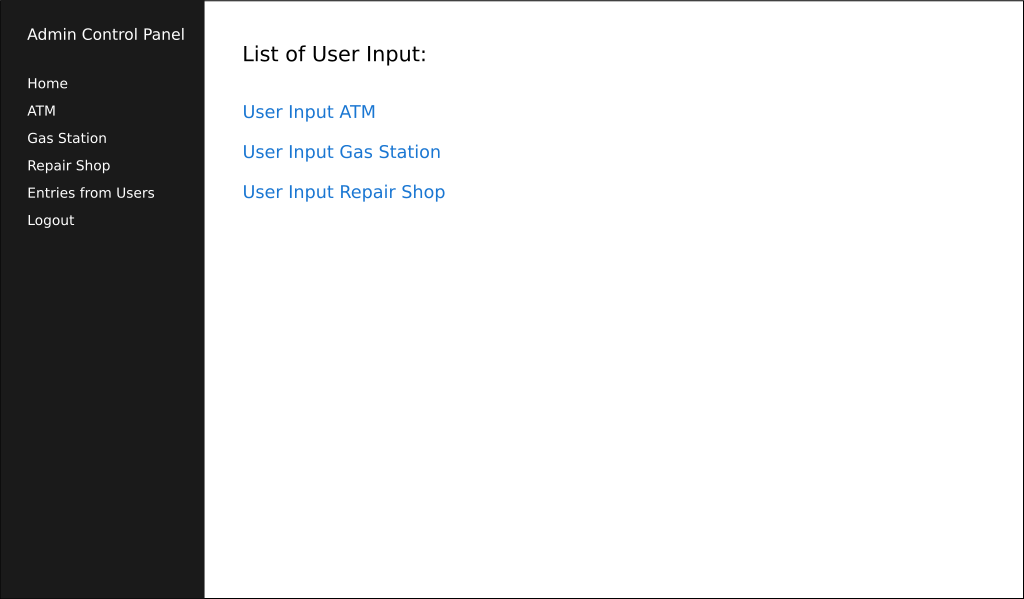 Admin Control Panel
Home
ATM
Gas Station
Repair Shop
Entries from Users
Logout
List of User Input:
User Input ATM
User Input Gas Station
User Input Repair Shop